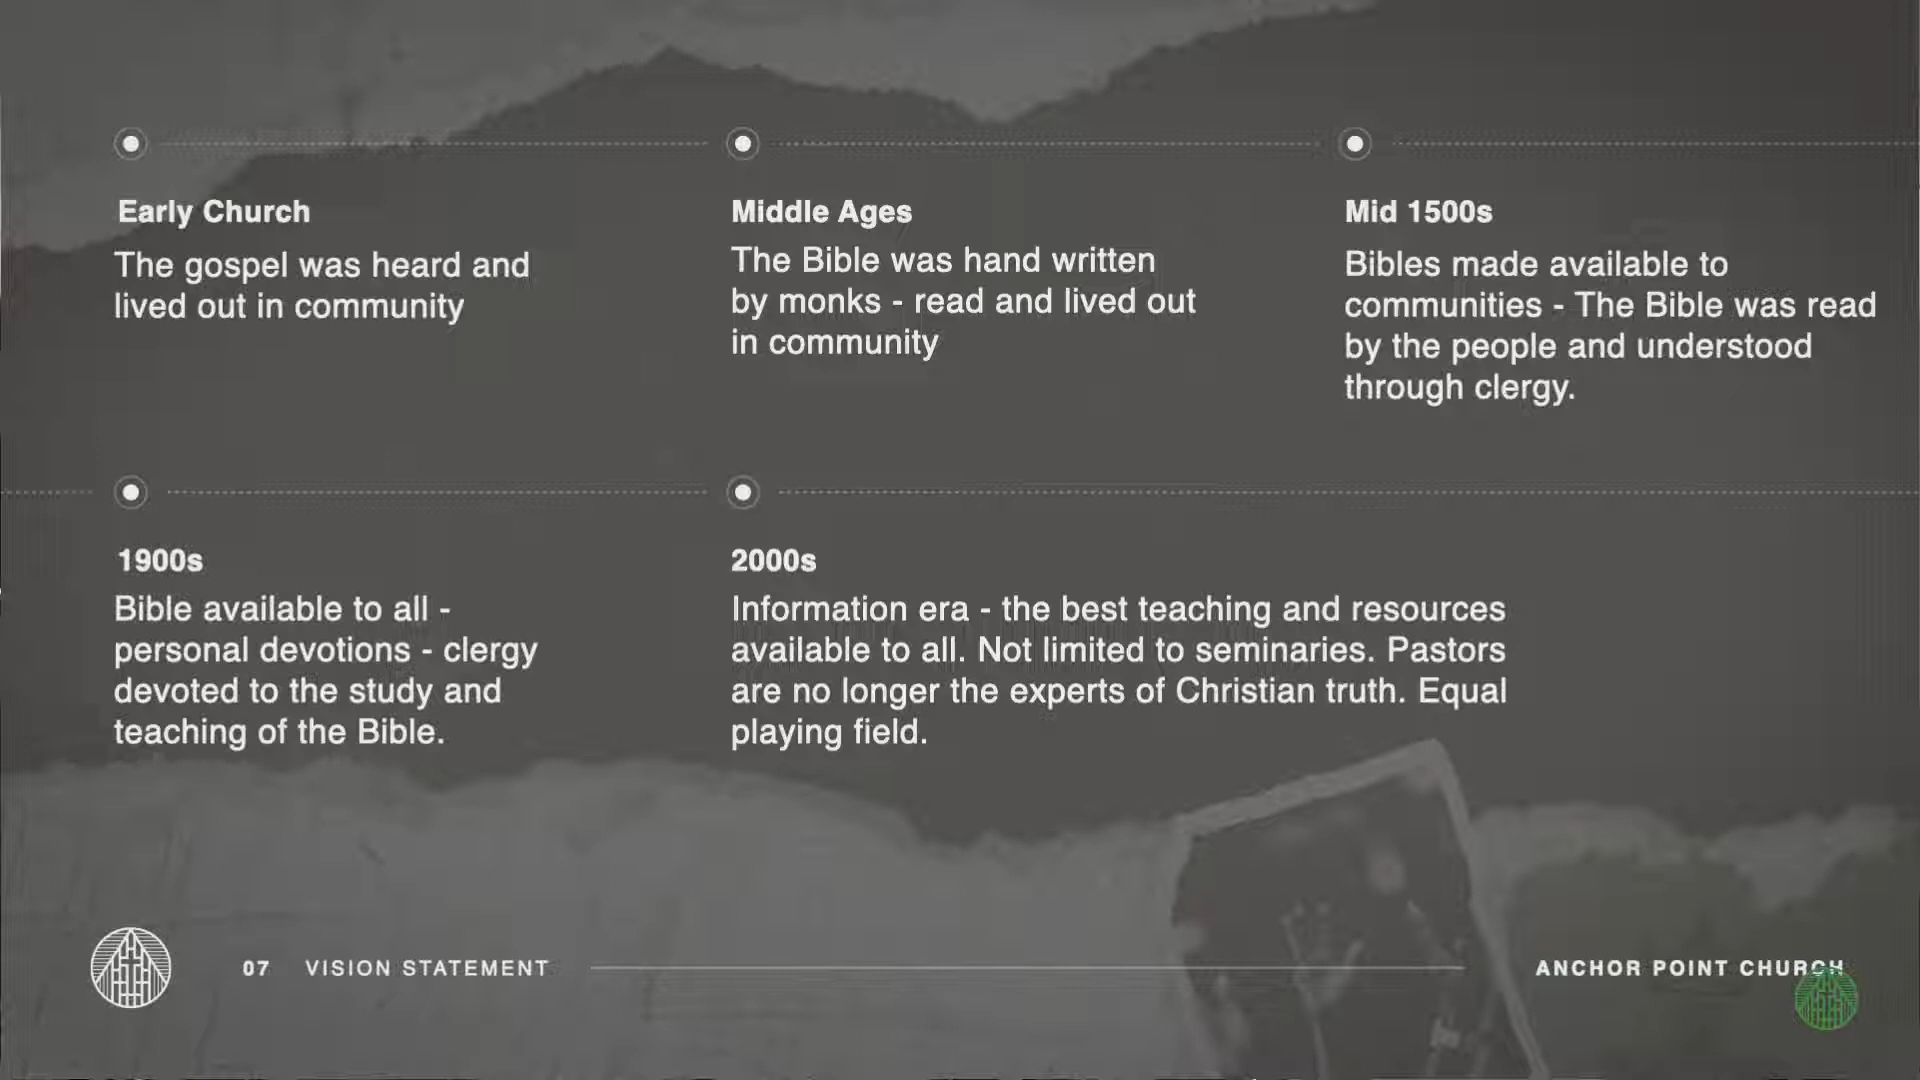 Early Church
The gospel was heard and
lived out in community
Middle Ages
The Bible was hand written
by monks - read and lived out
in community
Mid 1500s
Bibles made available to
communities - The Bible was read
by the people and understood
through clergy.
1900s
Bible available to all -
personal devotions - clergy
devoted to the study and
teaching of the Bible.
2000s
Information era - the best teaching and resources
available to all. Not limited to seminaries. Pastors
are no longer the experts of Christian truth. Equal
playing field.
07 VISION STATEMENT
ANCHOR POINT CHURCH